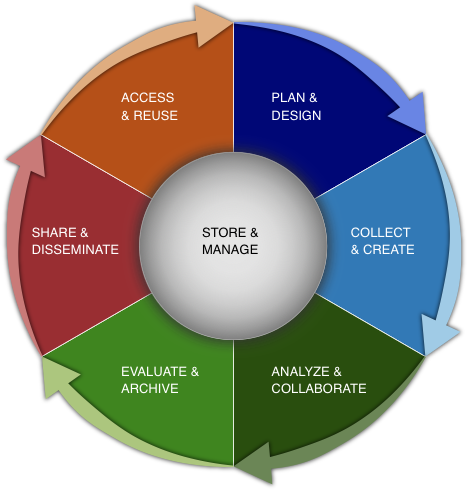 PLAN &
DESIGN
COLLECT
& CREATE
ANALYZE &
COLLABORATE
EVALUATE &
ARCHIVE
SHARE &
DISSEMINATE
ACCESS
& REUSE
STORE &
MANAGE